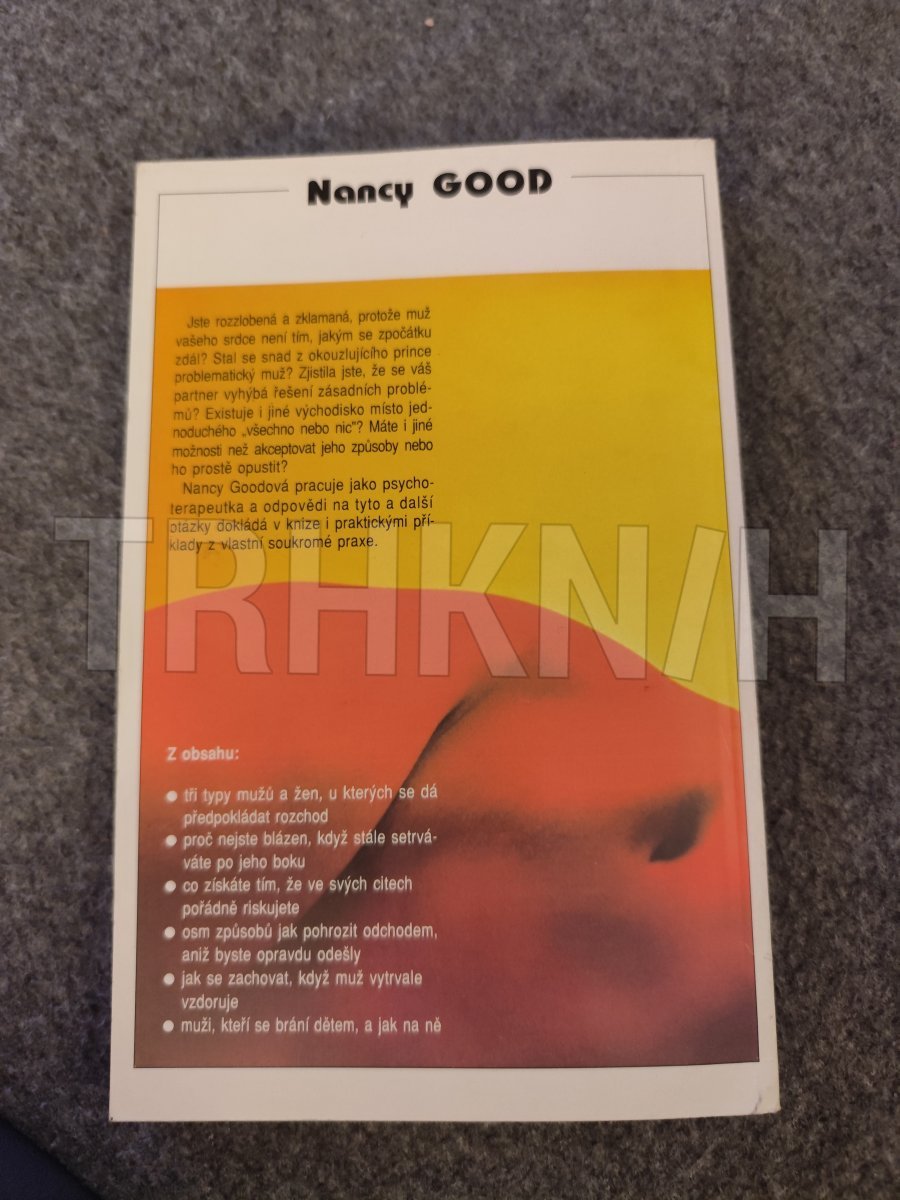 Nancy GOOD
Jste rozzlobená a zklamaná, protože muž
vašeho srdce není tím, jakým se zpočátku
zdál? Stal se snad z okouzlujícího prince
problematický muž? Zjistila jste, že se váš
partner vyhýbá řešení zásadních problé-
mů? Existuje i jiné východisko místo jed-
noduchého „všechno nebo nic"? Máte i jiné
možnosti než akceptovat jeho způsoby nebo
ho prostě opustit?
Nancy Goodová pracuje jako psycho-
terapeutka a odpovědi na tyto a další
otázky dokládá v knize i praktickými pří-
klady z vlastní soukromé praxe.
TRHKN/H
Z obsahu:
● tři typy mužů a žen, u kterých se dá
předpokládat rozchod
● proč nejste blázen, když stále setrvá-
váte po jeho boku
● co získáte tím, že ve svých citech
pořádně riskujete
● osm způsobů jak pohrozit odchodem,
aniž byste opravdu odešly
● jak se zachovat, když muž vytrvale
vzdoruje
● muži, kteří se brání dětem, a jak na ně